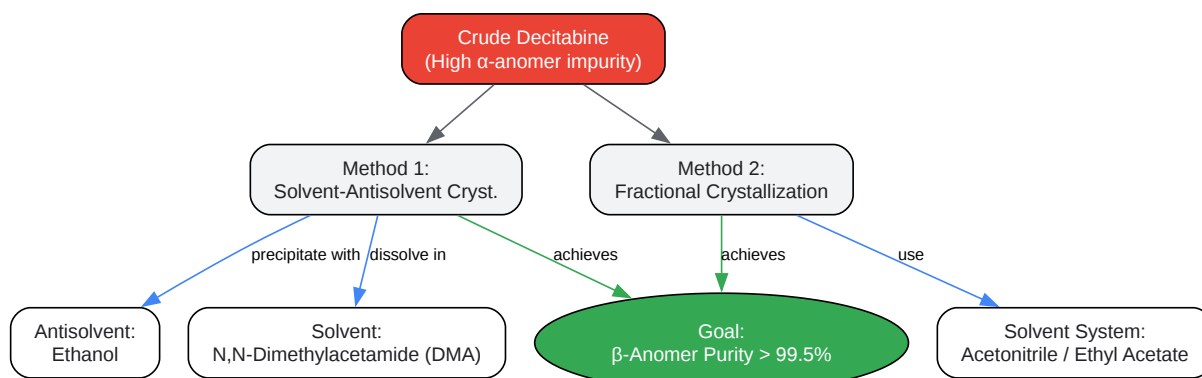 Crude Decitabine
(High α-anomer impurity)
Method 1:
Solvent-Antisolvent Cryst.
Method 2:
Fractional Crystallization
precipitate with
dissolve in
achieves
achieves
use
Antisolvent:
Ethanol
Solvent:
N,N-Dimethylacetamide (DMA)
Goal:
β-Anomer Purity > 99.5%
Solvent System:
Acetonitrile / Ethyl Acetate